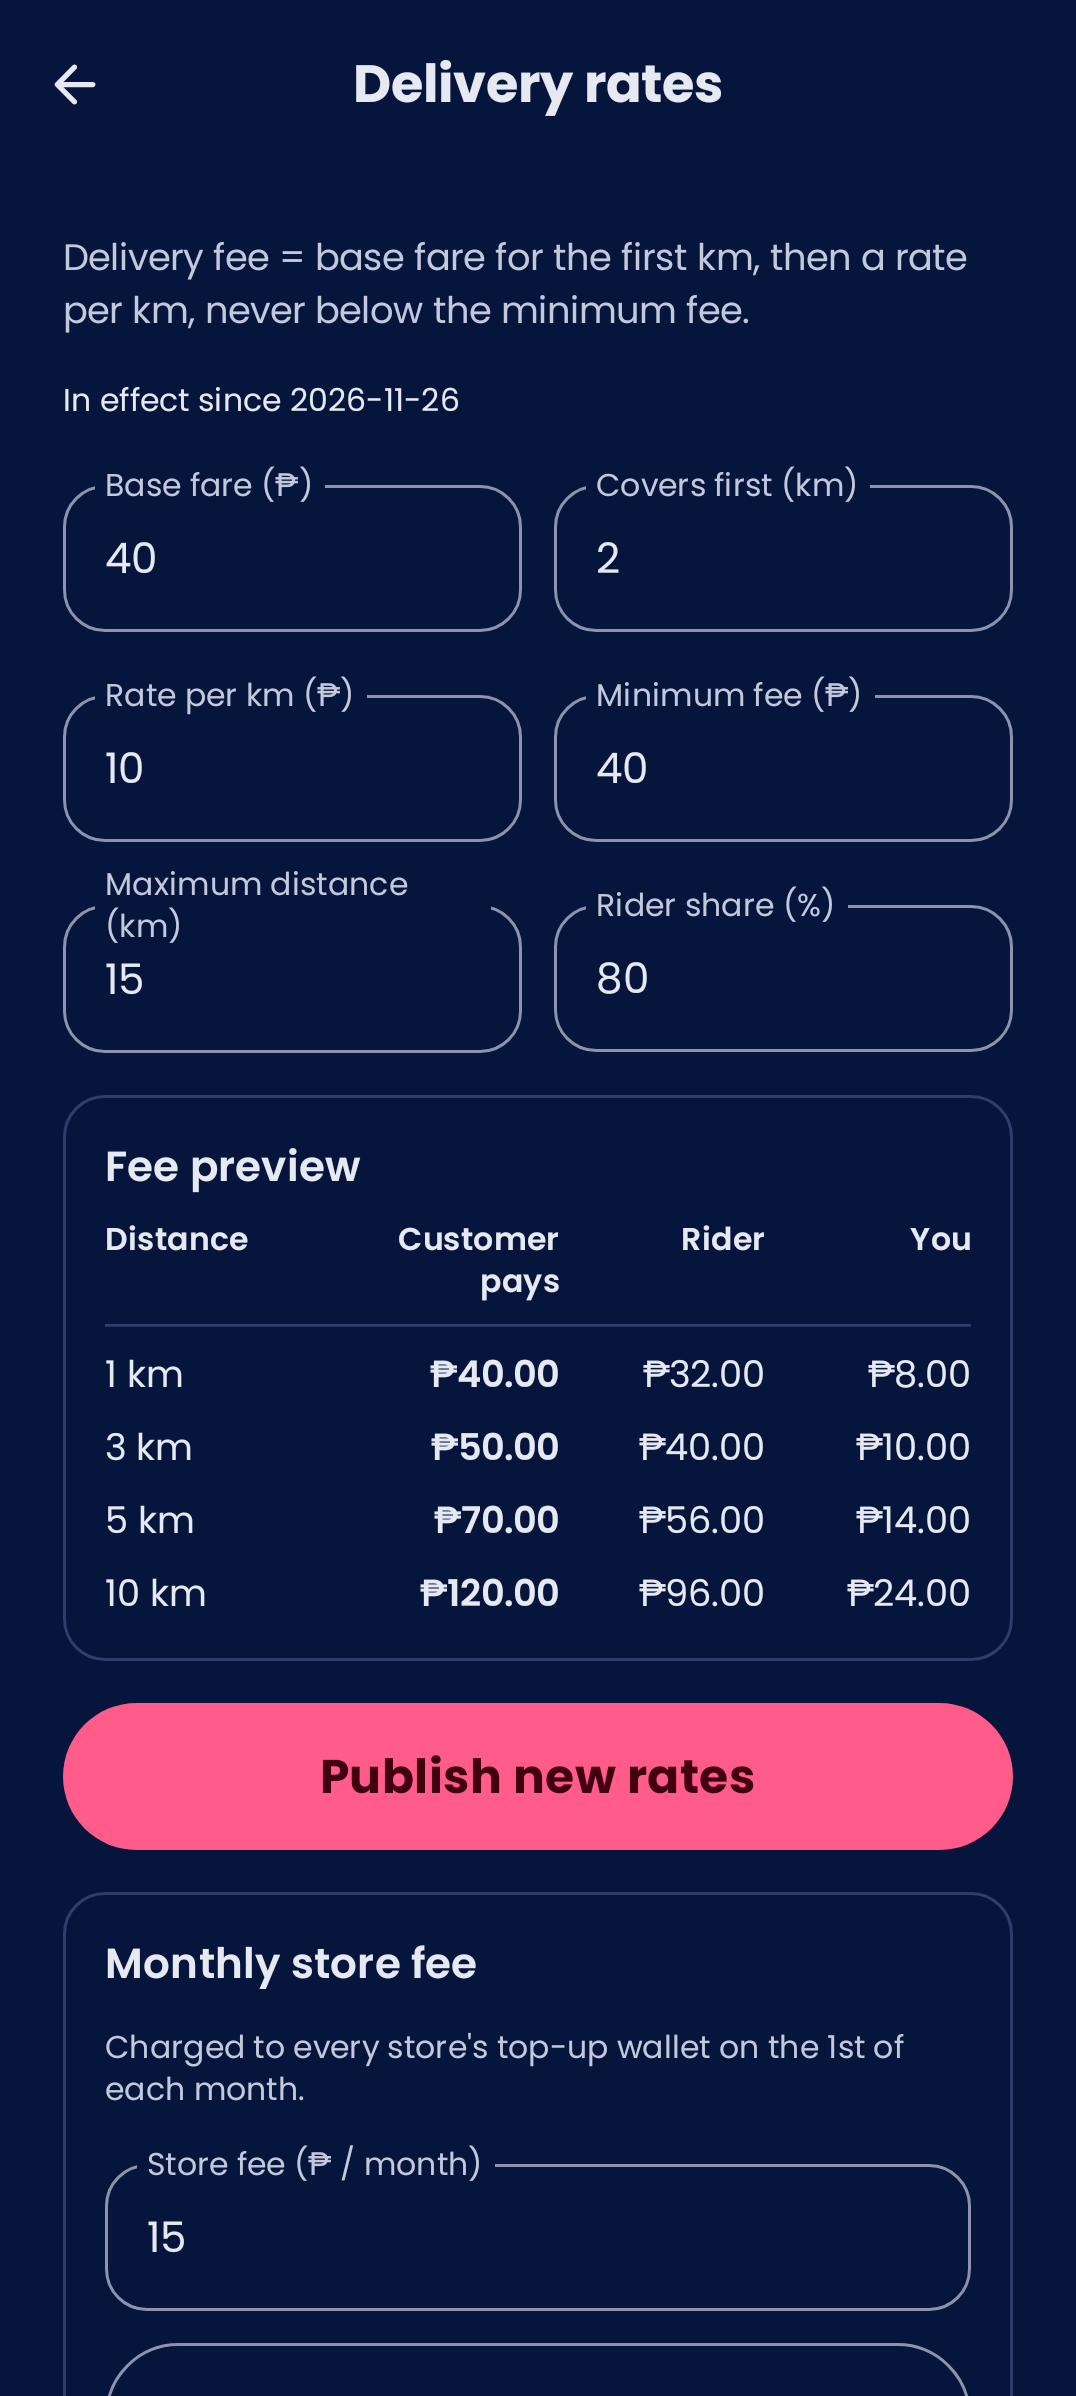 Delivery rates
Delivery fee = base fare for the first km, then a rate
per km, never below the minimum fee.
In effect since 2026-11-26
Base fare (₱)
40
Covers first (km)
2
Rate per km (₱)
10
Minimum fee (₱)
40
Maximum distance
(km)
15
Rider share (%)
80
Fee preview
Distance Customer pays Rider You
1 km ₱40.00 ₱32.00 ₱8.00
3 km ₱50.00 ₱40.00 ₱10.00
5 km ₱70.00 ₱56.00 ₱14.00
10 km ₱120.00 ₱96.00 ₱24.00
Publish new rates
Monthly store fee
Charged to every store's top-up wallet on the 1st of
each month.
Store fee (₱ / month)
15